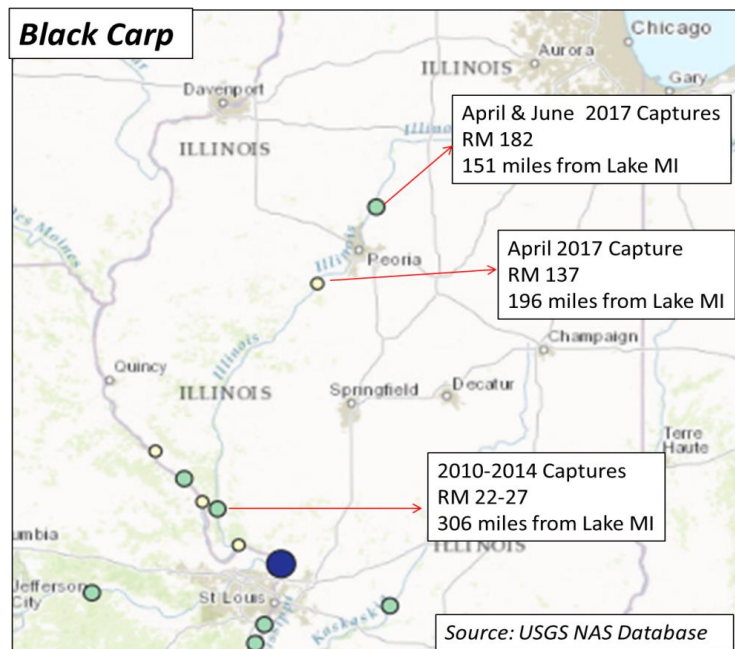 Black Carp
Chicago
Aurora
ILLINOIS
Gary
Davenport
April & June 2017 Captures
RM 182
151 miles from Lake MI
ILLINOIS
Illinois
Peoria
April 2017 Capture
RM 137
196 miles from Lake MI
Moines
Illinois
Champaign
Quincy
ILLINOIS
Springfield
Decatur
Terre
Haute
2010-2014 Captures
RM 22-27
306 miles from Lake MI
umbia
Jefferson
City
St Louis
Kaskaski
Source: USGS NAS Database